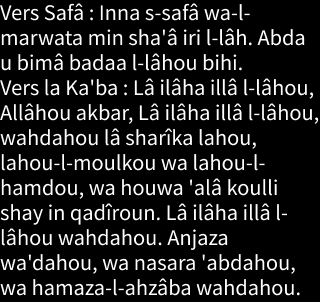 Vers Safâ : Inna s-safâ wa-l-
marwata min sha'â iri l-lâh. Abda
u bimâ badaa l-lâhou bihi.
Vers la Ka'ba : Lâ ilâha illâ l-lâhou,
Allâhou akbar, Lâ ilâha illâ l-lâhou,
wahdahou lâ sharîka lahou,
lahou-l-moulkou wa lahou-l-
hamdou, wa houwa 'alâ koulli
shay in qadîroun. Lâ ilâha illâ l-
lâhou wahdahou. Anjaza
wa'dahou, wa nasara 'abdahou,
wa hamaza-l-ahzâba wahdahou.